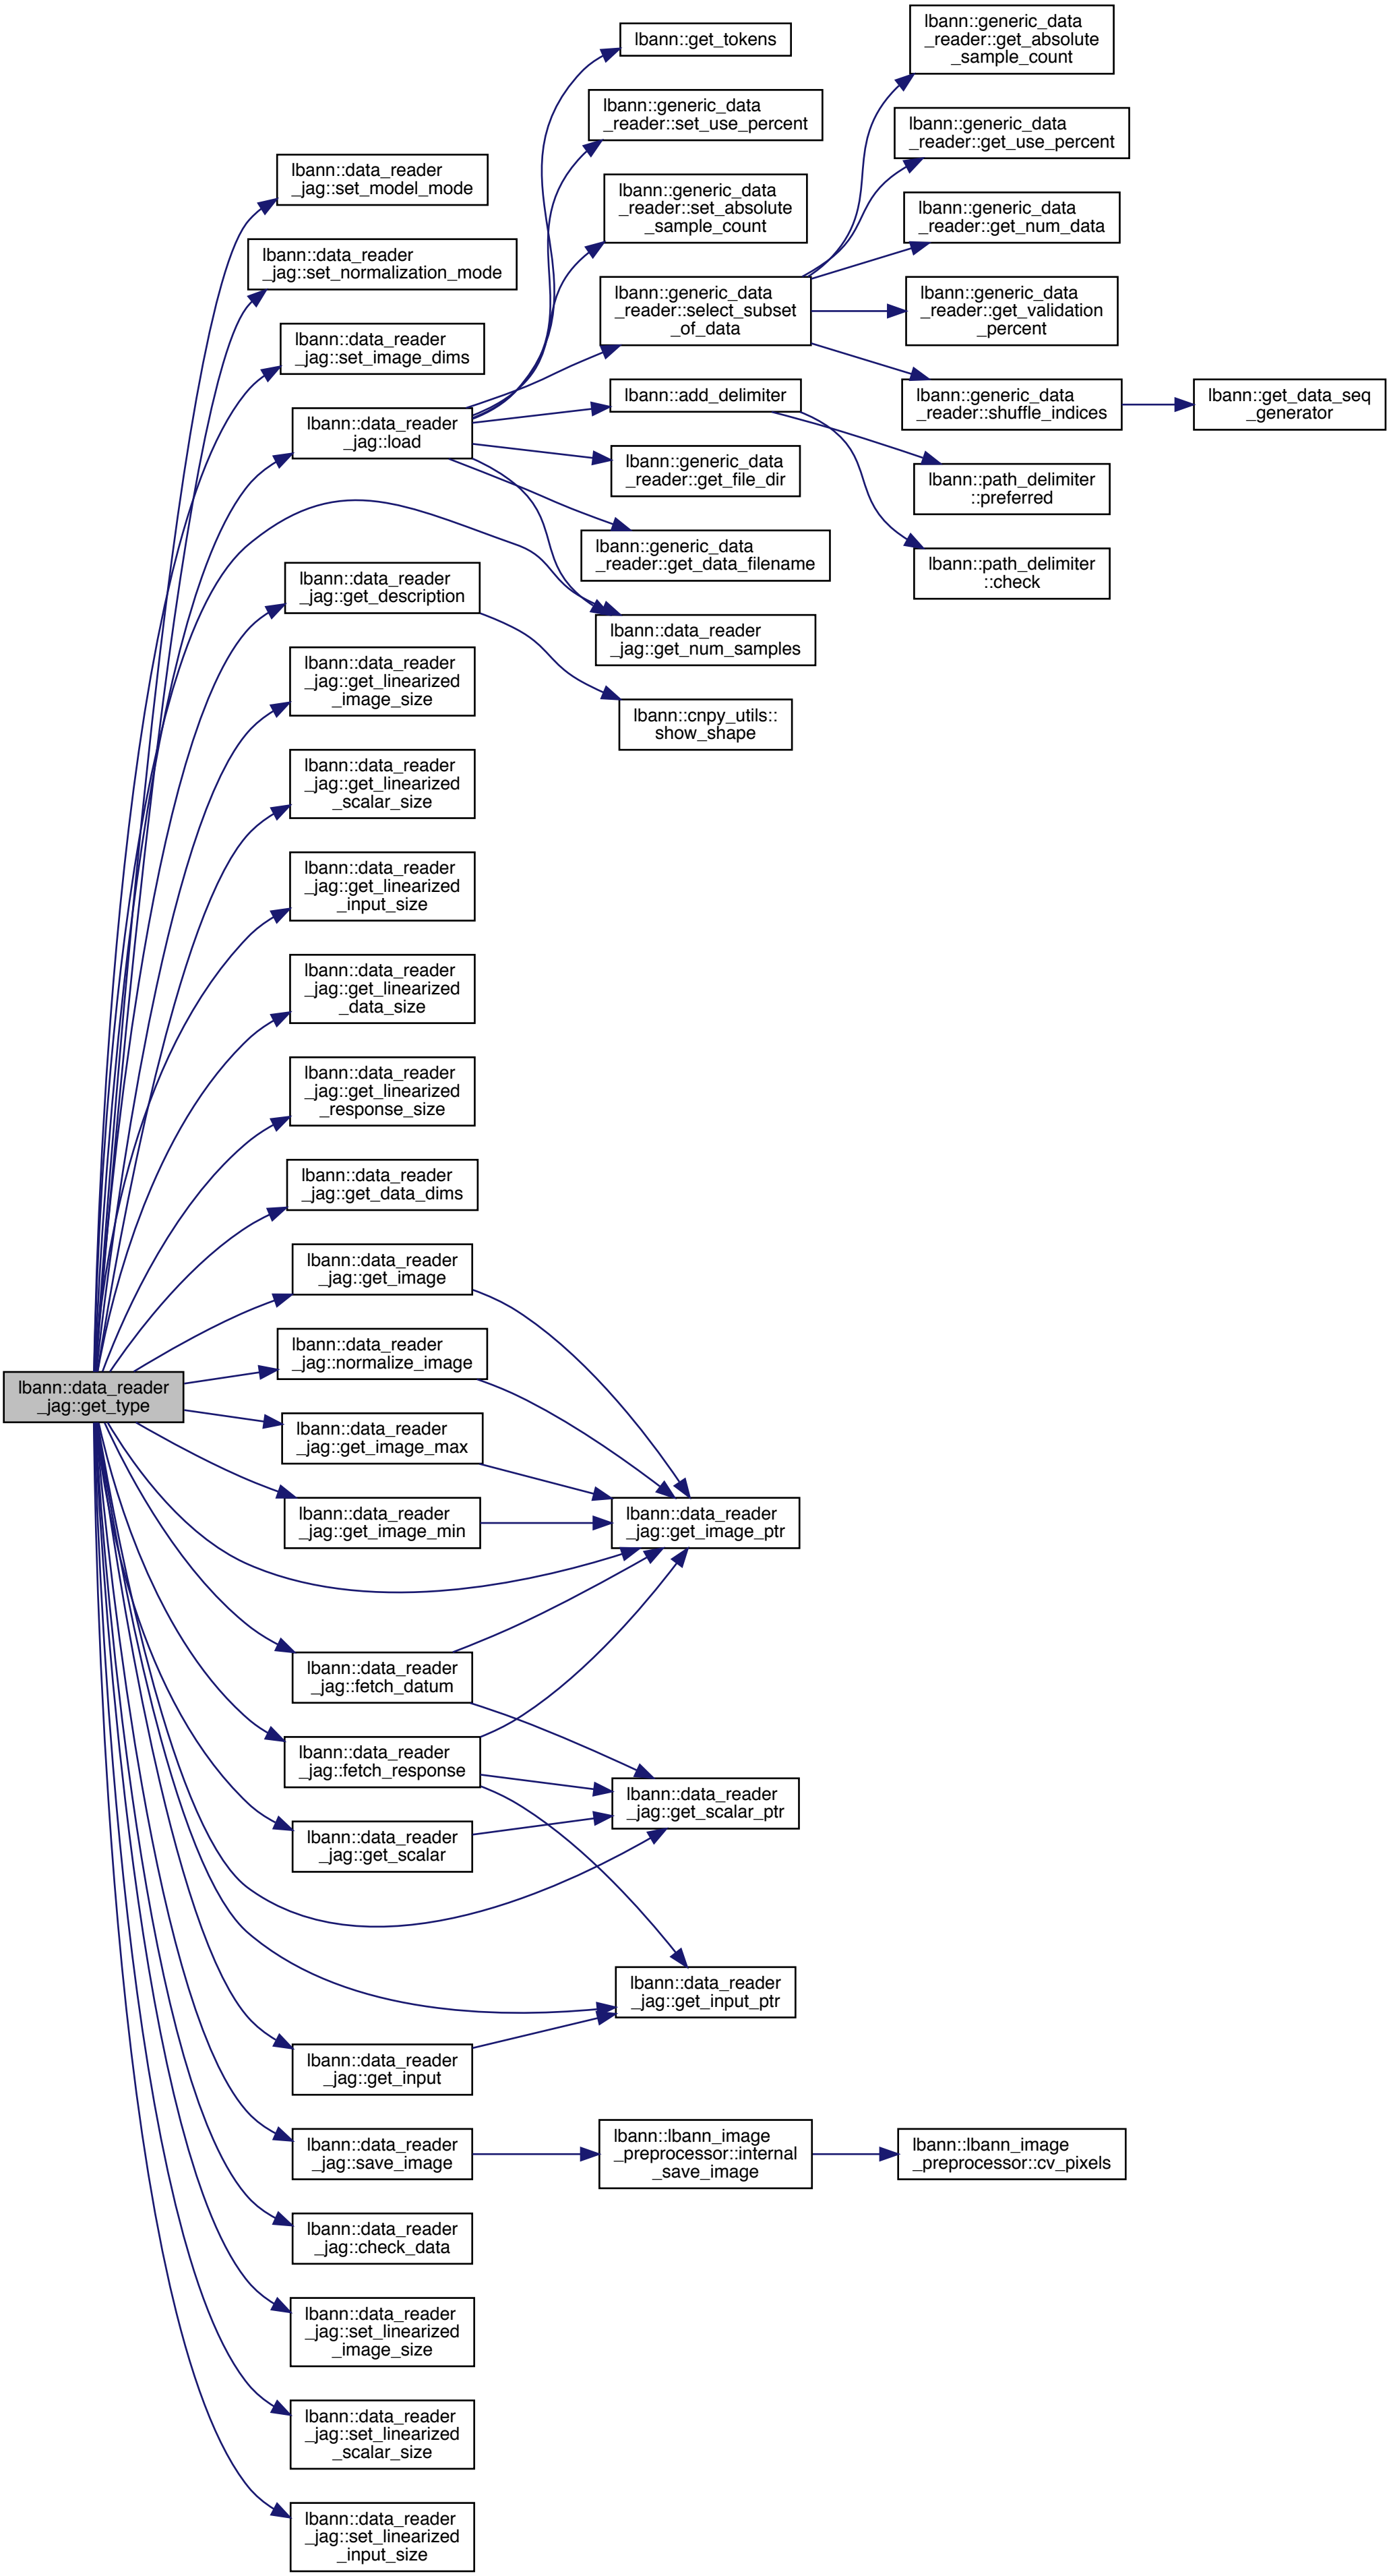 lbann::data_reader
_jag::get_type
lbann::data_reader
_jag::set_model_mode
lbann::data_reader
_jag::set_normalization_mode
lbann::data_reader
_jag::set_image_dims
lbann::data_reader
_jag::load
lbann::data_reader
_jag::get_description
lbann::data_reader
_jag::get_linearized
_image_size
lbann::data_reader
_jag::get_linearized
_scalar_size
lbann::data_reader
_jag::get_linearized
_input_size
lbann::data_reader
_jag::get_linearized
_data_size
lbann::data_reader
_jag::get_linearized
_response_size
lbann::data_reader
_jag::get_data_dims
lbann::data_reader
_jag::get_image
lbann::data_reader
_jag::normalize_image
lbann::data_reader
_jag::get_image_max
lbann::data_reader
_jag::get_image_min
lbann::data_reader
_jag::fetch_datum
lbann::data_reader
_jag::fetch_response
lbann::data_reader
_jag::get_scalar
lbann::data_reader
_jag::get_input
lbann::data_reader
_jag::save_image
lbann::data_reader
_jag::check_data
lbann::data_reader
_jag::set_linearized
_image_size
lbann::data_reader
_jag::set_linearized
_scalar_size
lbann::data_reader
_jag::set_linearized
_input_size
lbann::get_tokens
lbann::generic_data
_reader::set_use_percent
lbann::generic_data
_reader::set_absolute
_sample_count
lbann::generic_data
_reader::select_subset
_of_data
lbann::add_delimiter
lbann::generic_data
_reader::get_file_dir
lbann::generic_data
_reader::get_data_filename
lbann::data_reader
_jag::get_num_samples
lbann::cnpy_utils::
show_shape
lbann::data_reader
_jag::get_image_ptr
lbann::data_reader
_jag::get_scalar_ptr
lbann::data_reader
_jag::get_input_ptr
lbann::lbann_image
_preprocessor::internal
_save_image
lbann::generic_data
_reader::get_absolute
_sample_count
lbann::generic_data
_reader::get_use_percent
lbann::generic_data
_reader::get_num_data
lbann::generic_data
_reader::get_validation
_percent
lbann::generic_data
_reader::shuffle_indices
lbann::path_delimiter
::preferred
lbann::path_delimiter
::check
lbann::lbann_image
_preprocessor::cv_pixels
lbann::get_data_seq
_generator